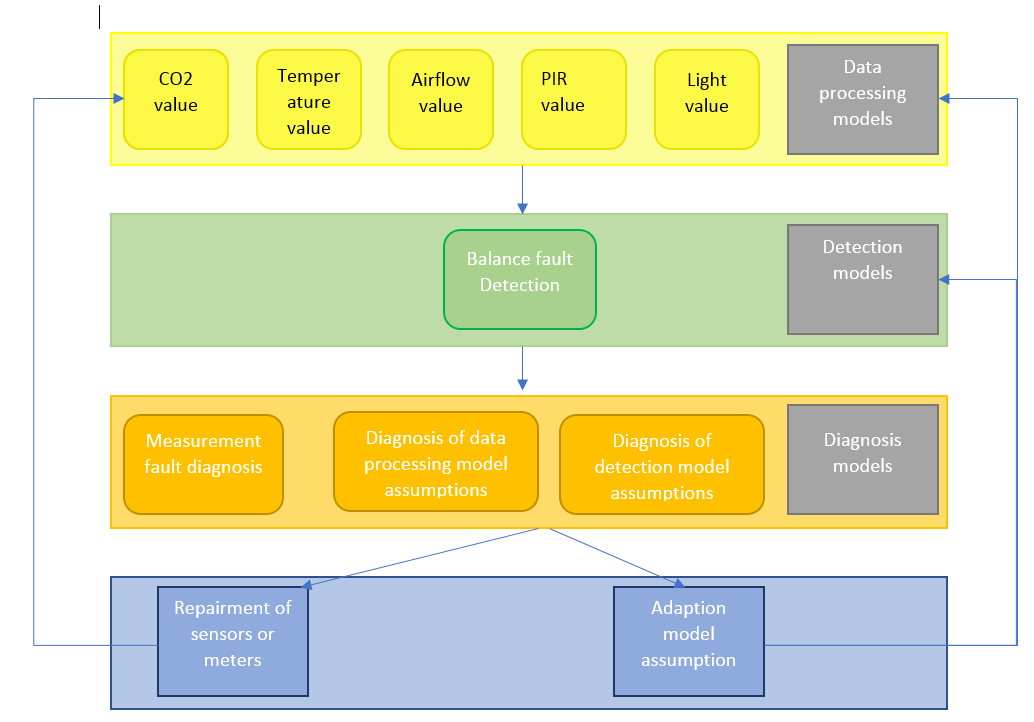 CO2
value
Temper
ature
value
Airflow
value
PIR
value
Light
value
Data
processing
models
Balance fault
Detection
Detection
models
Measurement
fault diagnosis
Diagnosis of data
processing model
assumptions
Diagnosis of
detection model
assumptions
Diagnosis
models
Repairment of
sensors or
meters
Adaption
model
assumption